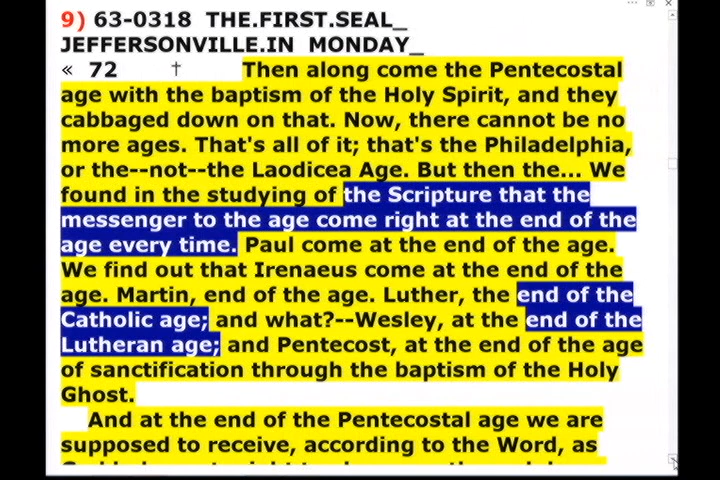 9) 63-0318 THE.FIRST.SEAL_
JEFFERSONVILLE.IN MONDAY_
« 72 † Then along come the Pentecostal
age with the baptism of the Holy Spirit, and they
cabbaged down on that. Now, there cannot be no
more ages. That's all of it; that's the Philadelphia,
or the--not--the Laodicea Age. But then the... We
found in the studying of the Scripture that the
messenger to the age come right at the end of the
age every time. Paul come at the end of the age.
We find out that Irenaeus come at the end of the
age. Martin, end of the age. Luther, the end of the
Catholic age; and what?--Wesley, at the end of the
Lutheran age; and Pentecost, at the end of the age
of sanctification through the baptism of the Holy
Ghost.
And at the end of the Pentecostal age we are
supposed to receive, according to the Word, as